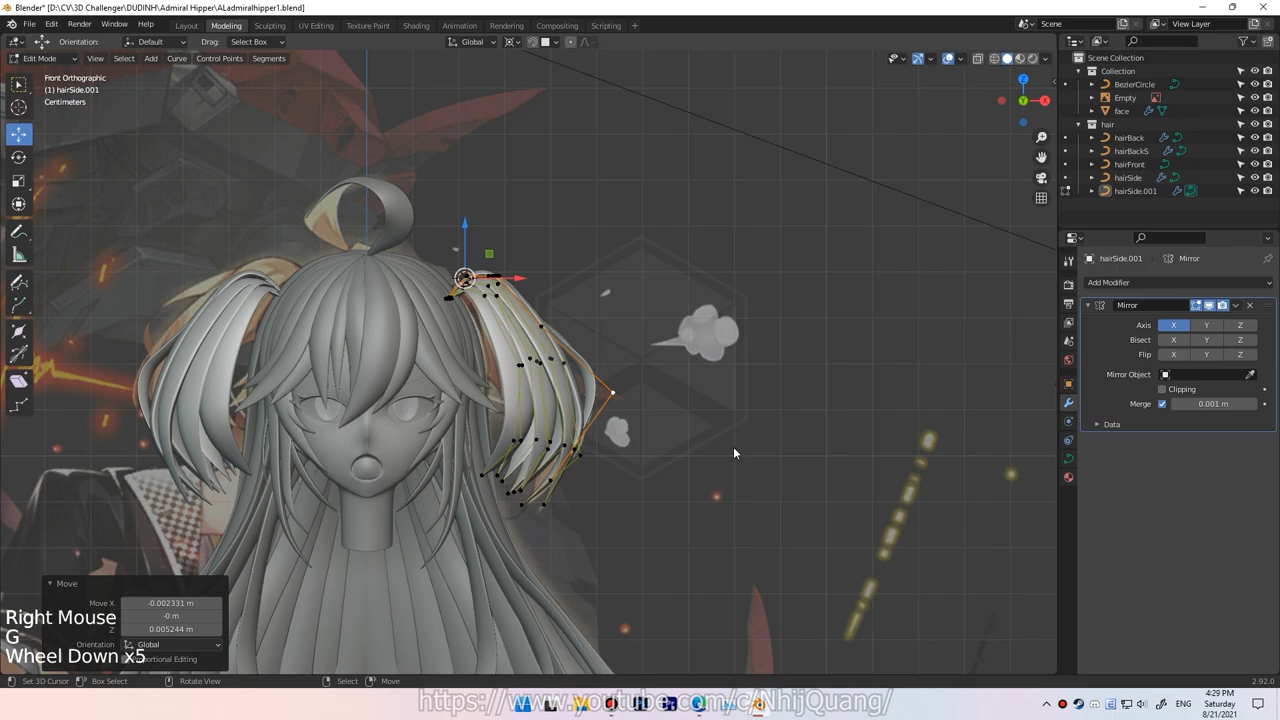 Blender* [D:\CV\3D Challenger\DUDINH\Admiral Hipper\ALadmiralhipper1.blend]
File Edit Render Window Help Layout Modeling Sculpting UV Editing Texture Paint Shading Animation Rendering Compositing Scripting + Scene View Layer
Orientation: Default Drag: Select Box Global
Edit Mode View Select Add Curve Control Points Segments
Front Orthographic
(1) hairSide.001
Centimeters
Z
Y
X
Scene Collection
Collection
BezierCircle
Empty
face
hair
hairBack
hairBackS
hairFront
hairSide
hairSide.001
hairSide.001 Mirror
Add Modifier
Mirror
Axis X Y Z
Bisect X Y Z
Flip X Y Z
Mirror Object
Clipping
Merge 0.001 m
Data
Move
Move X -0.002331 m
-0 m
Z 0.005244 m
Orientation Global
Proportional Editing
Right Mouse
G
Wheel Down x5
Set 3D Cursor Box Select Rotate View Select Move 2.92.0
https://www.youtube.com/c/NhijQuang/
4:29 PM
Saturday
8/21/2021